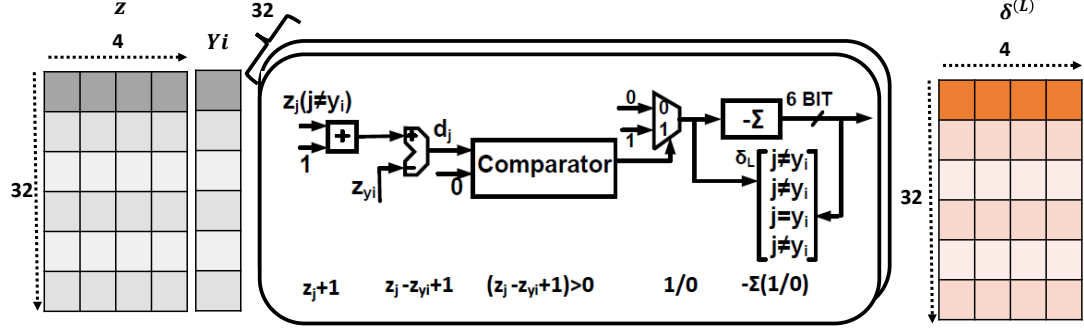 z
4
Yi
32
32
z_j(j≠y_i)
1
+
+
−
z_yi
d_j
0
Comparator
0
1
0
1
-Σ
6 BIT
δ_L
j≠y_i
j≠y_i
j=y_i
j≠y_i
z_j+1
z_j-z_yi+1
(z_j-z_yi+1)>0
1/0
-Σ(1/0)
δ^(L)
4
32